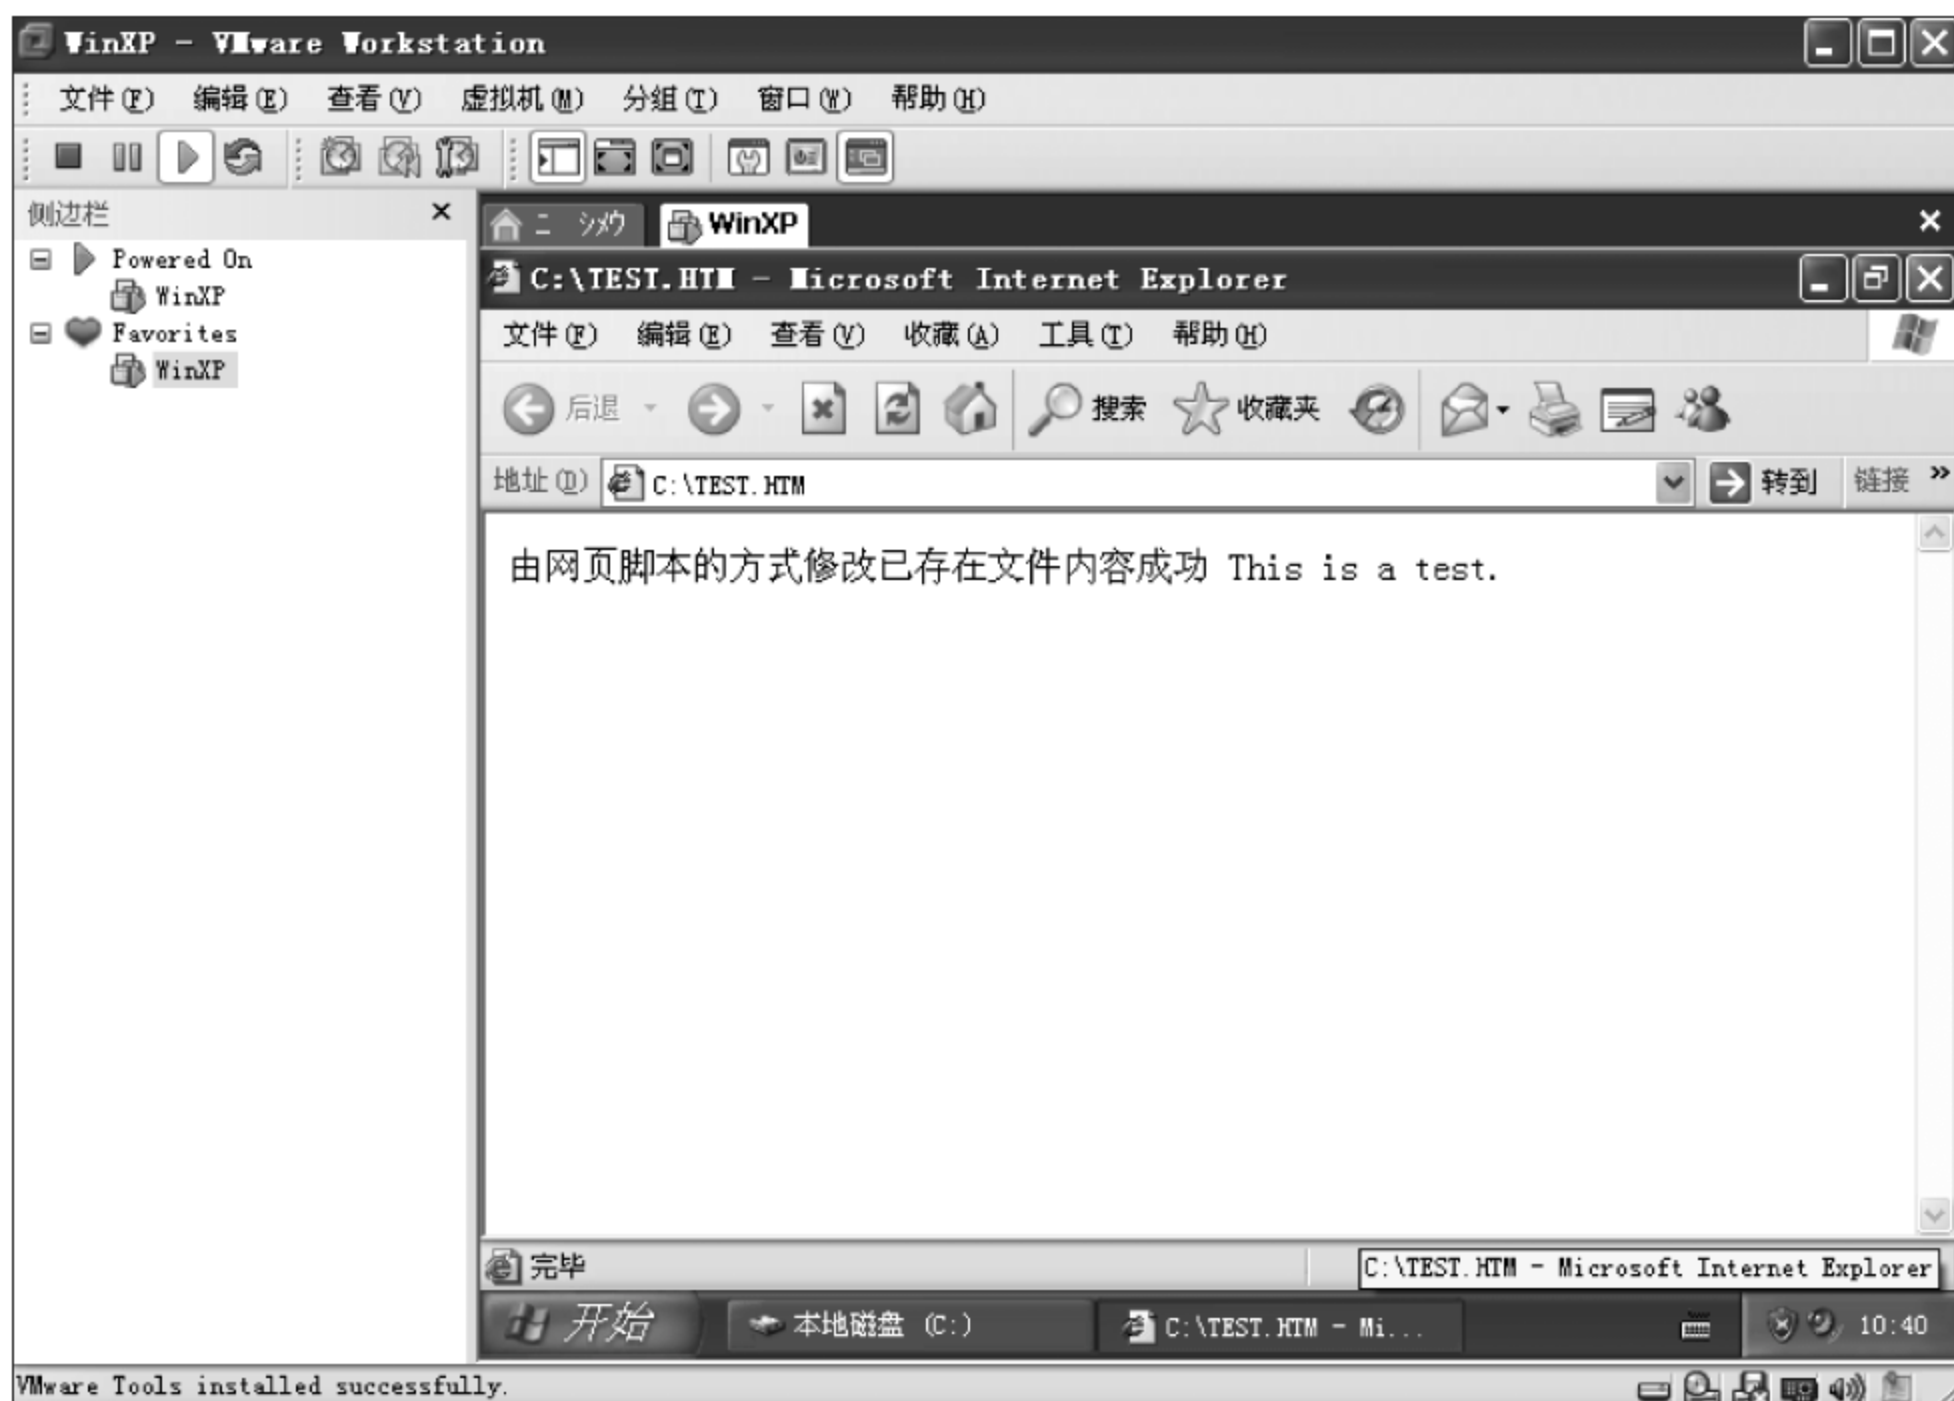 WinXP - VMware Workstation
文件(F) 编辑(E) 查看(V) 虚拟机(M) 分组(T) 窗口(W) 帮助(H)
侧边栏
Powered On
WinXP
Favorites
WinXP
ニ シメウ WinXP
C:\TEST.HTM - Microsoft Internet Explorer
文件(F) 编辑(E) 查看(V) 收藏(A) 工具(T) 帮助(H)
后退 搜索 收藏夹
地址(D) C:\TEST.HTM 转到 链接 »
由网页脚本的方式修改已存在文件内容成功 This is a test.
完毕 C:\TEST.HTM - Microsoft Internet Explorer
开始 本地磁盘 (C:) C:\TEST.HTM - Mi... 10:40
VMware Tools installed successfully.